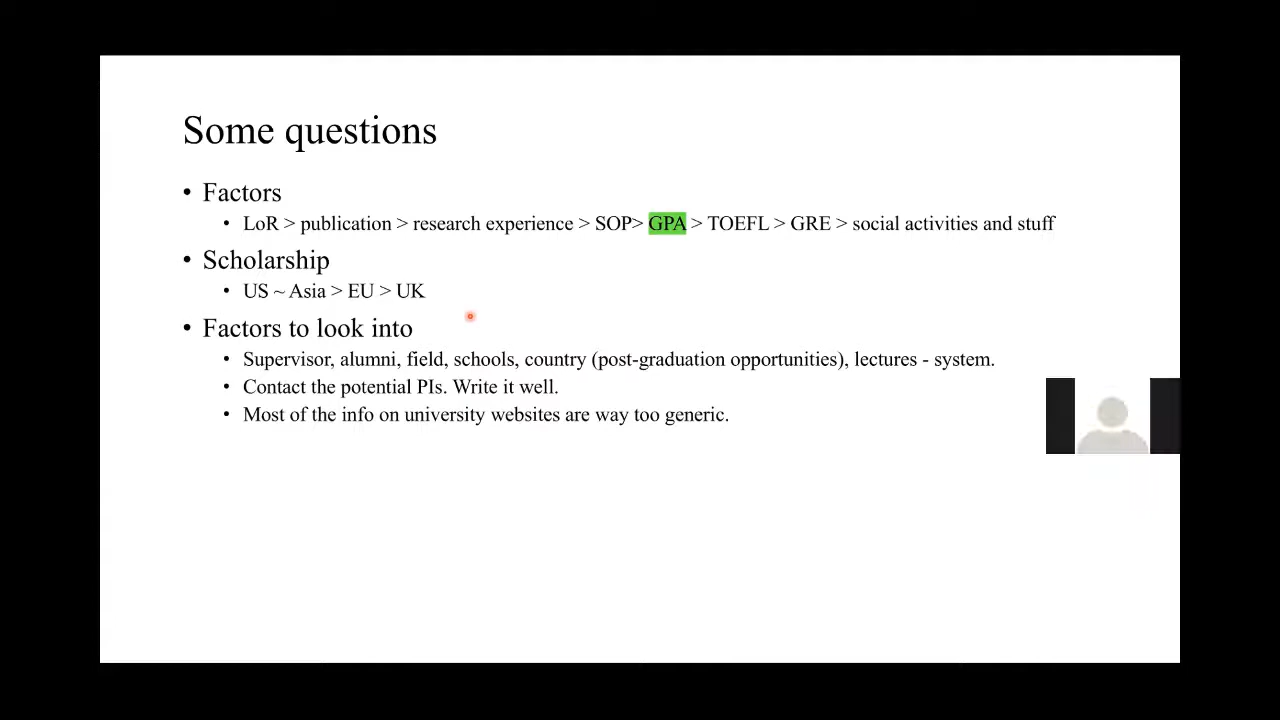 Some questions
• Factors
• LoR > publication > research experience > SOP> GPA > TOEFL > GRE > social activities and stuff
• Scholarship
• US ~ Asia > EU > UK
• Factors to look into
• Supervisor, alumni, field, schools, country (post-graduation opportunities), lectures - system.
• Contact the potential PIs. Write it well.
• Most of the info on university websites are way too generic.